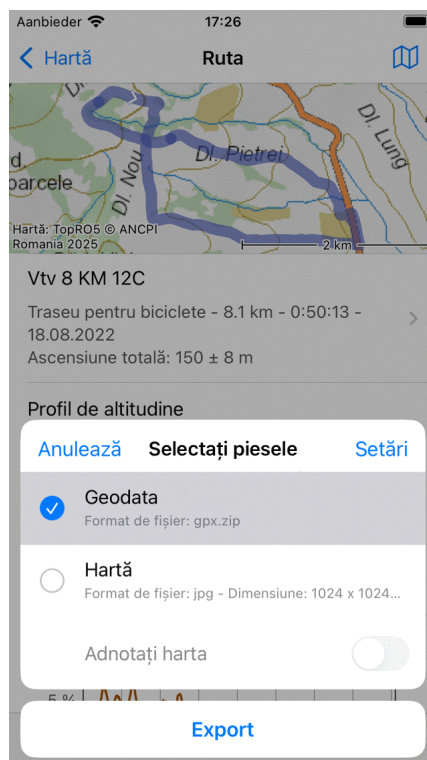 Aanbieder 17:26
Hartă Ruta
Dl. Pietrei
Dl. Lung
Dl. Nou
parcele
Hartă: TopRO5 © ANCPI
Romania 2025
2 km
Vtv 8 KM 12C
Traseu pentru biciclete - 8.1 km - 0:50:13 -
18.08.2022
Ascensiune totală: 150 ± 8 m
Profil de altitudine
Anulează Selectați piesele Setări
Geodata
Format de fișier: gpx.zip
Hartă
Format de fișier: jpg - Dimensiune: 1024 x 1024...
Adnotați harta
5 %
Export